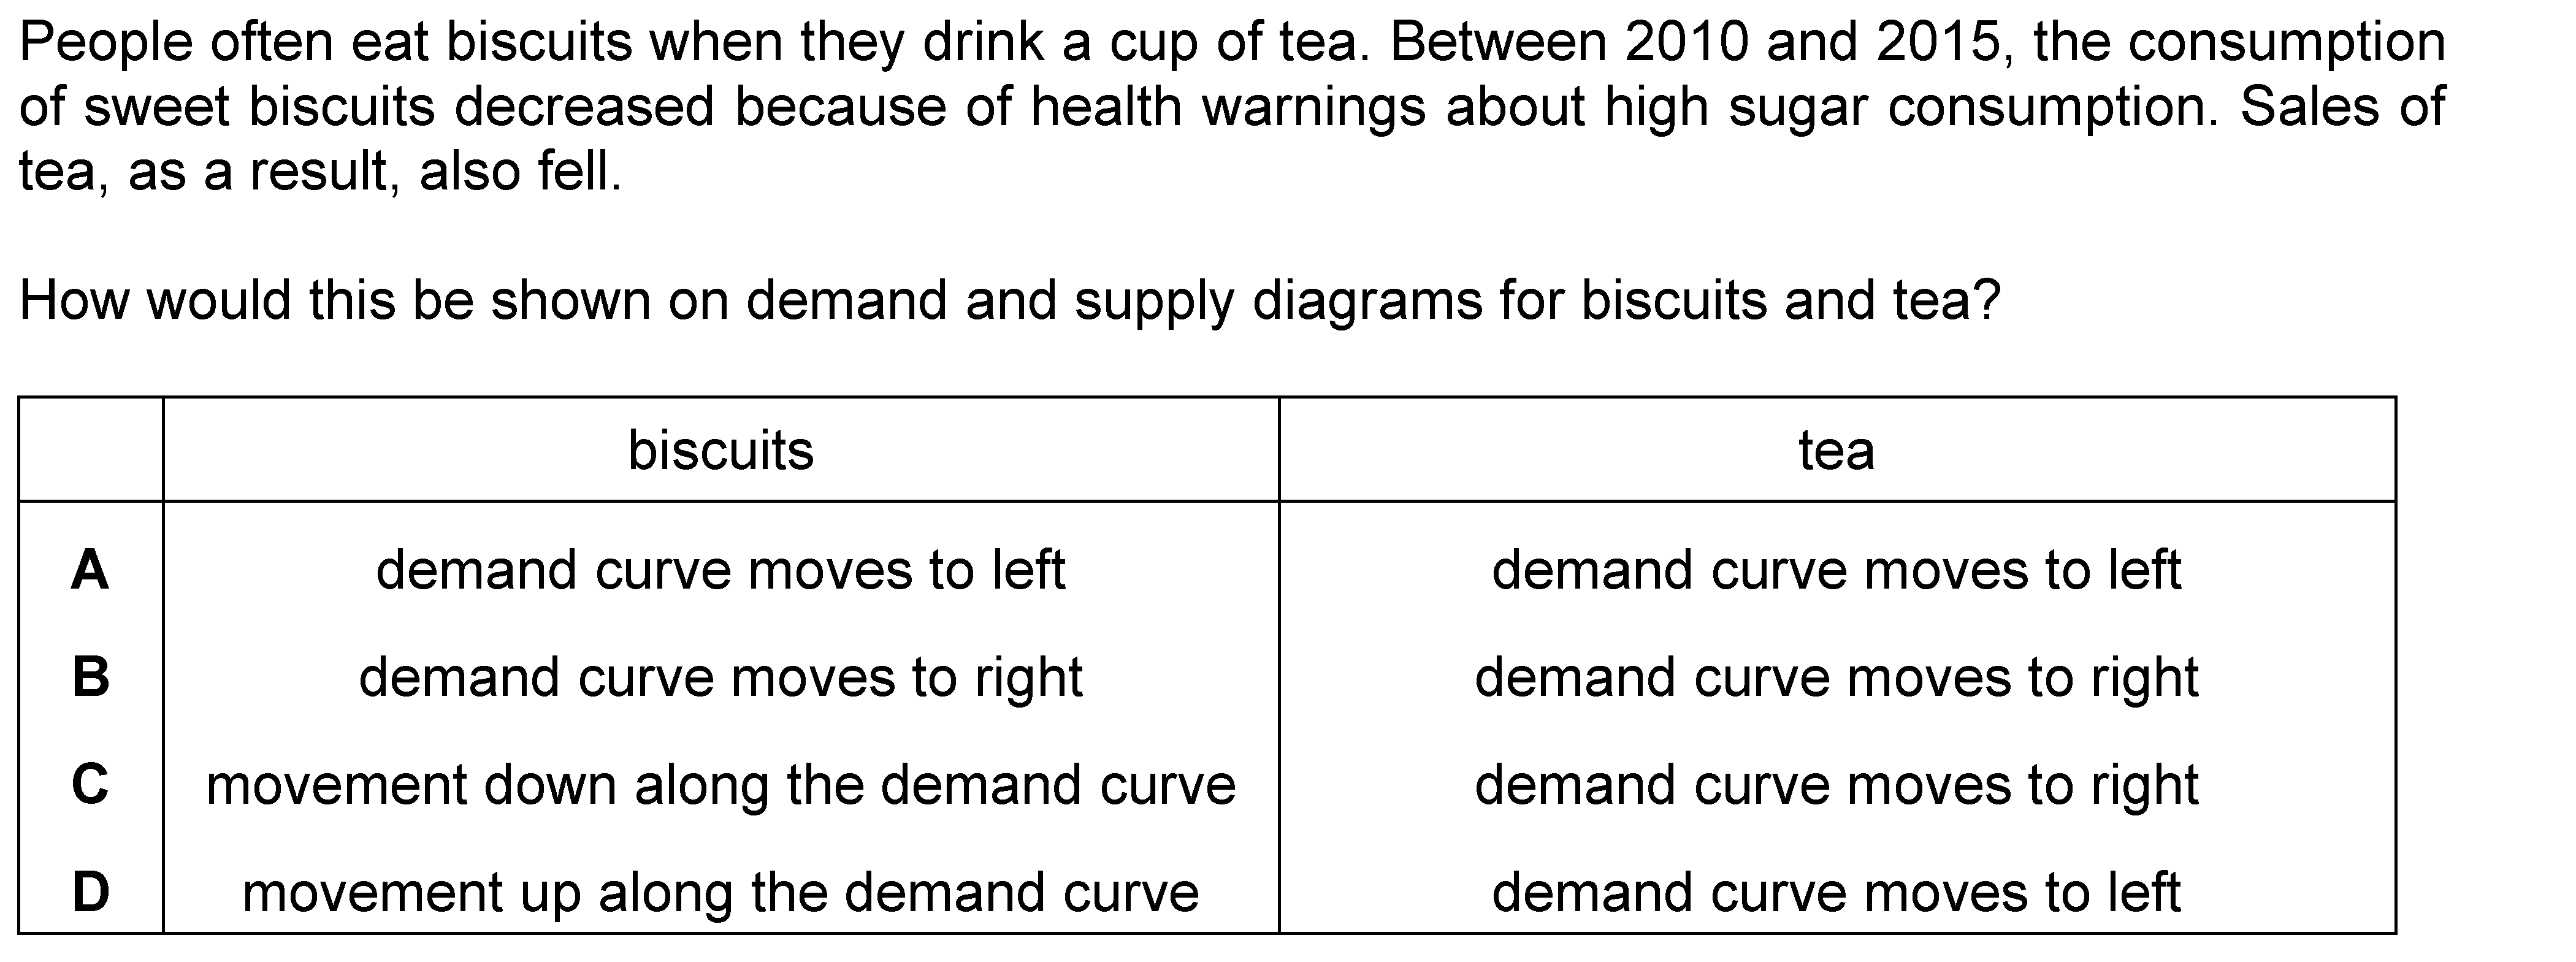 People often eat biscuits when they drink a cup of tea. Between 2010 and 2015, the consumption
of sweet biscuits decreased because of health warnings about high sugar consumption. Sales of
tea, as a result, also fell.
How would this be shown on demand and supply diagrams for biscuits and tea?
biscuits tea
A demand curve moves to left demand curve moves to left
B demand curve moves to right demand curve moves to right
C movement down along the demand curve demand curve moves to right
D movement up along the demand curve demand curve moves to left